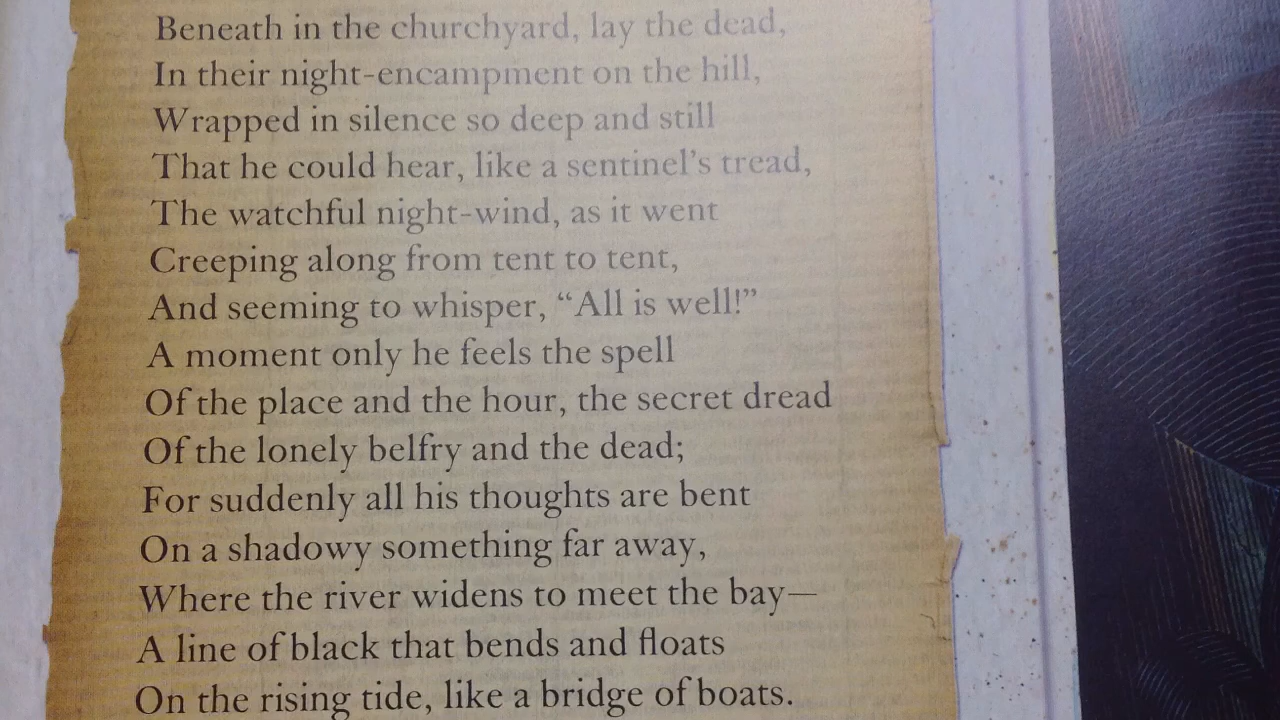 Beneath in the churchyard, lay the dead,
In their night-encampment on the hill,
Wrapped in silence so deep and still
That he could hear, like a sentinel's tread,
The watchful night-wind, as it went
Creeping along from tent to tent,
And seeming to whisper, “All is well!”
A moment only he feels the spell
Of the place and the hour, the secret dread
Of the lonely belfry and the dead;
For suddenly all his thoughts are bent
On a shadowy something far away,
Where the river widens to meet the bay—
A line of black that bends and floats
On the rising tide, like a bridge of boats.